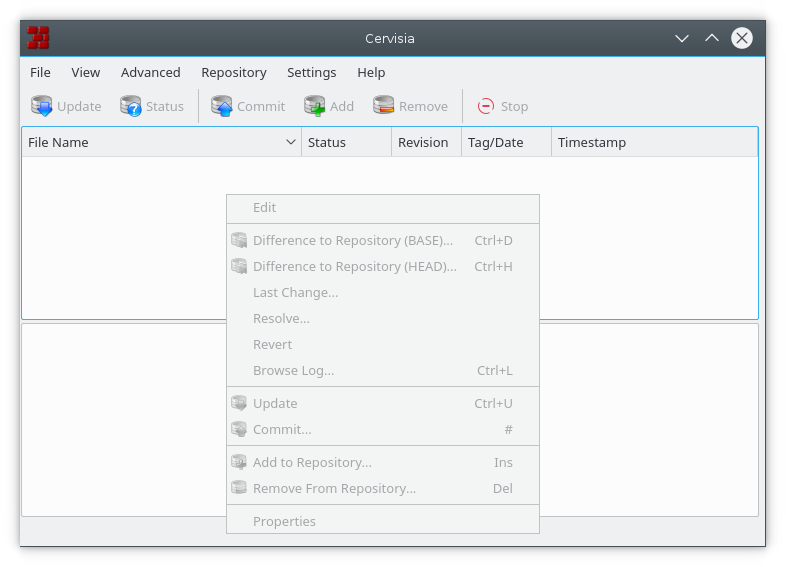 Cervisia
File View Advanced Repository Settings Help
Update Status Commit Add Remove Stop
File Name Status Revision Tag/Date Timestamp
Edit
Difference to Repository (BASE)... Ctrl+D
Difference to Repository (HEAD)... Ctrl+H
Last Change...
Resolve...
Revert
Browse Log... Ctrl+L
Update Ctrl+U
Commit... #
Add to Repository... Ins
Remove From Repository... Del
Properties